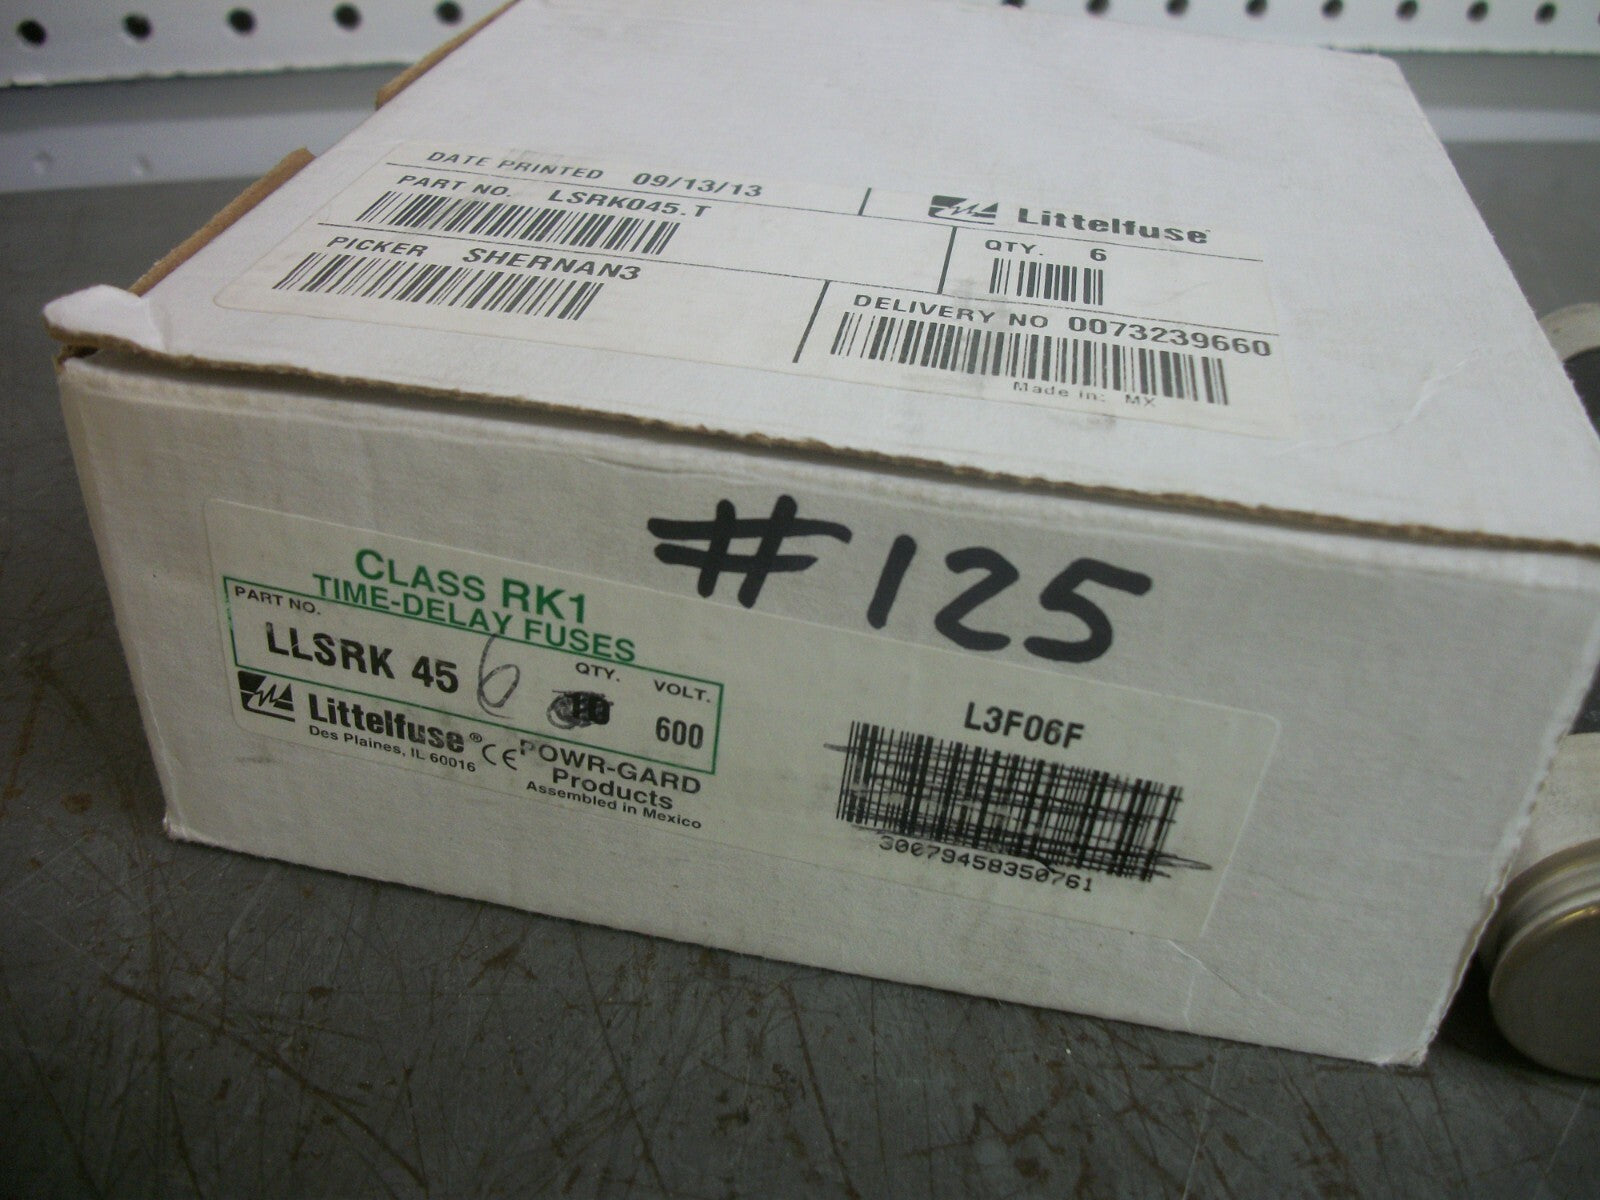 DATE PRINTED 09/13/13
Littelfuse
PART NO. LSRK045.T
QTY. 6
PICKER SHERNAN3
DELIVERY NO 0073239660
Made in: MX
#125
CLASS RK1
TIME-DELAY FUSES
PART NO. QTY. VOLT.
LLSRK 45 6 10 600
Littelfuse® CE POWR-GARD
Des Plaines, IL 60016 Products
Assembled in Mexico
L3F06F
30079458350761